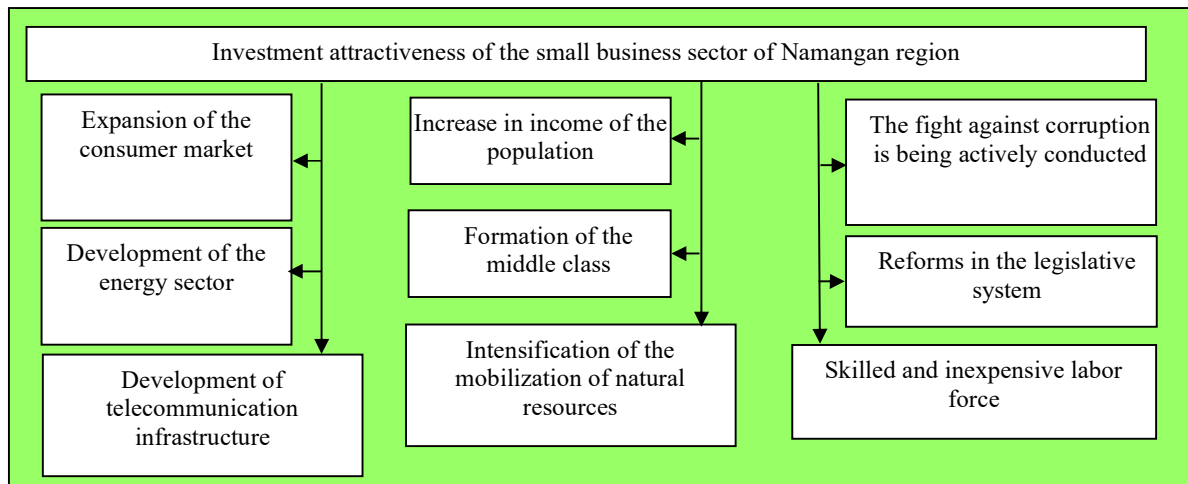 Investment attractiveness of the small business sector of Namangan region
Expansion of the
consumer market
Development of the
energy sector
Development of
telecommunication
infrastructure
Increase in income of the
population
Formation of the
middle class
Intensification of the
mobilization of natural
resources
The fight against corruption
is being actively conducted
Reforms in the legislative
system
Skilled and inexpensive labor
force